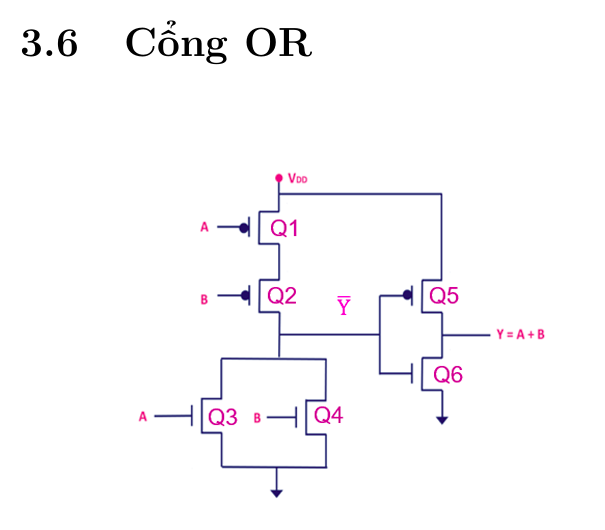 3.6 Cổng OR
VDD
A
Q1
B
Q2
Y̅
Q5
Y = A + B
Q6
A
Q3
B
Q4